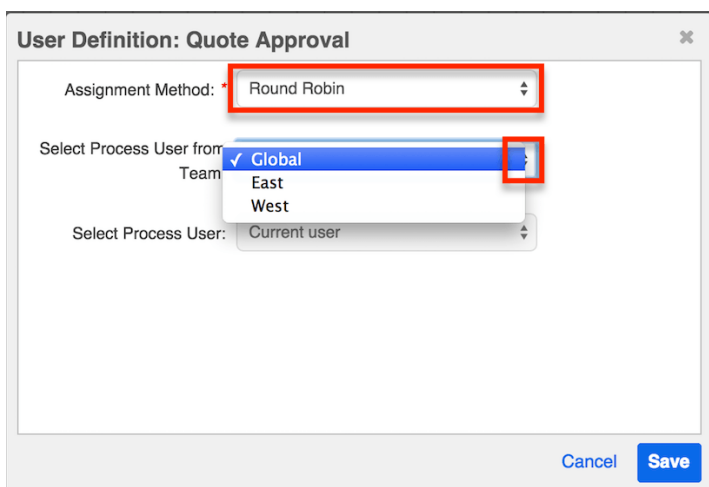 User Definition: Quote Approval ✖
Assignment Method: * Round Robin
Select Process User from
Team
✓ Global
East
West
Select Process User: Current user
Cancel Save